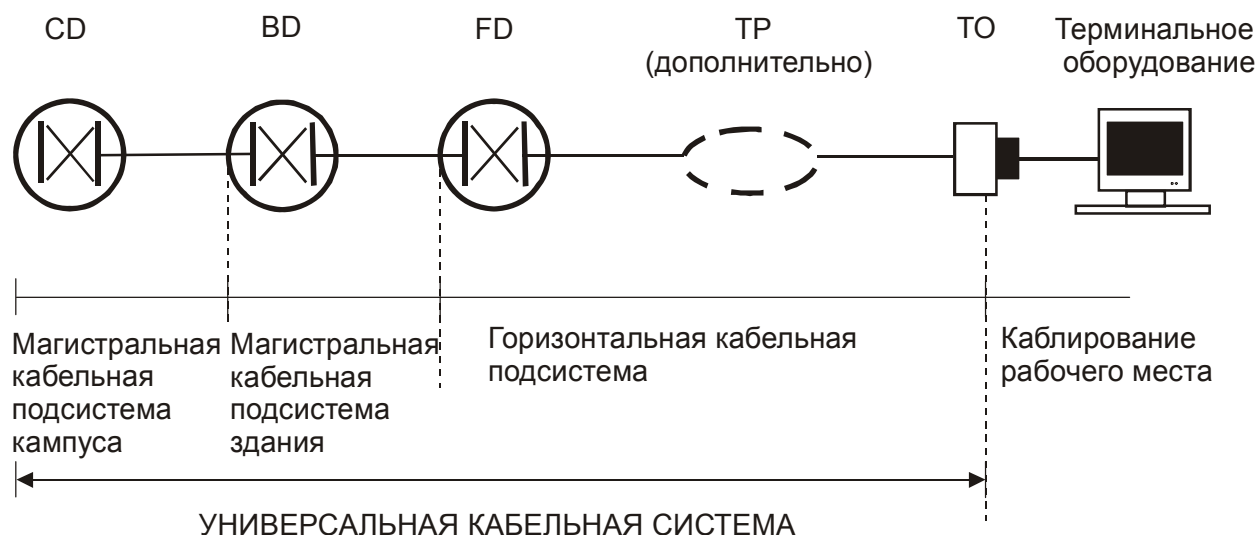 CD
BD
FD
TP
(дополнительно)
TO
Терминальное
оборудование
Магистральная
кабельная
подсистема
кампуса
Магистральная
кабельная
подсистема
здания
Горизонтальная кабельная
подсистема
Каблирование
рабочего места
УНИВЕРСАЛЬНАЯ КАБЕЛЬНАЯ СИСТЕМА